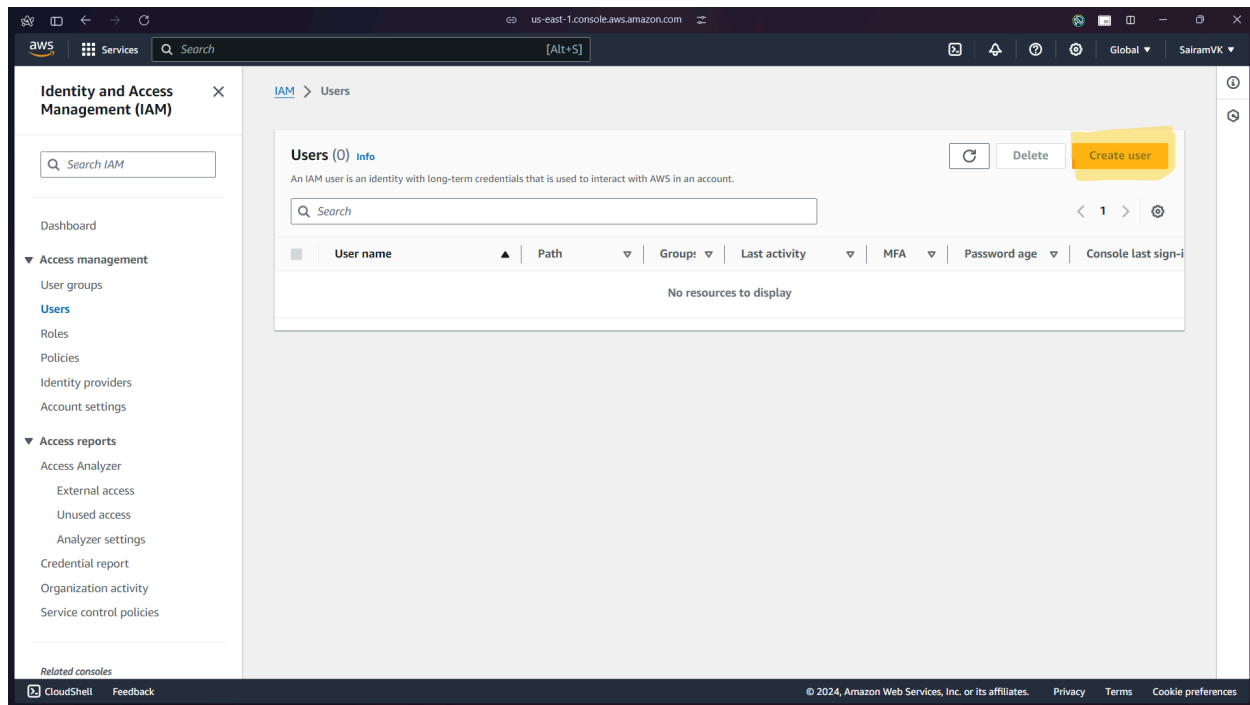 us-east-1.console.aws.amazon.com
aws
Services
Search
[Alt+S]
Global
SairamVK
Identity and Access
Management (IAM)
Search IAM
Dashboard
Access management
User groups
Users
Roles
Policies
Identity providers
Account settings
Access reports
Access Analyzer
External access
Unused access
Analyzer settings
Credential report
Organization activity
Service control policies
Related consoles
IAM > Users
Users (0) Info
Delete
Create user
An IAM user is an identity with long-term credentials that is used to interact with AWS in an account.
Search
1
User name
Path
Group
Last activity
MFA
Password age
Console last sign-i
No resources to display
CloudShell
Feedback
© 2024, Amazon Web Services, Inc. or its affiliates.
Privacy
Terms
Cookie preferences